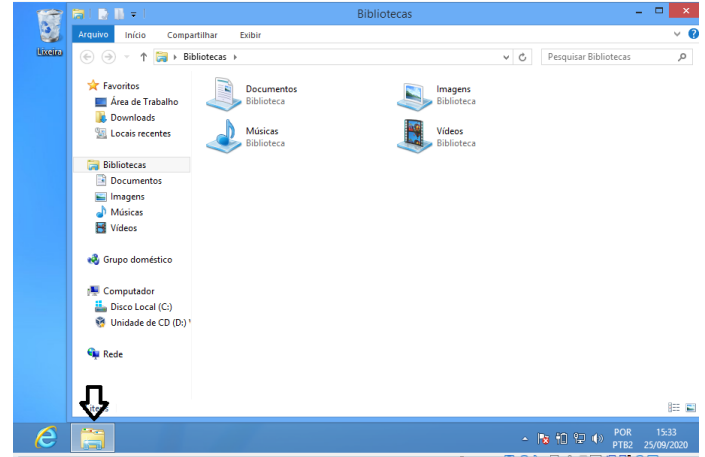 Bibliotecas
Lixeira
Arquivo Início Compartilhar Exibir
Bibliotecas
Pesquisar Bibliotecas
Favoritos
Área de Trabalho
Downloads
Locais recentes
Bibliotecas
Documentos
Imagens
Músicas
Vídeos
Grupo doméstico
Computador
Disco Local (C:)
Unidade de CD (D:)
Rede
Documentos
Biblioteca
Imagens
Biblioteca
Músicas
Biblioteca
Vídeos
Biblioteca
itens
POR 15:33
PTB2 25/09/2020